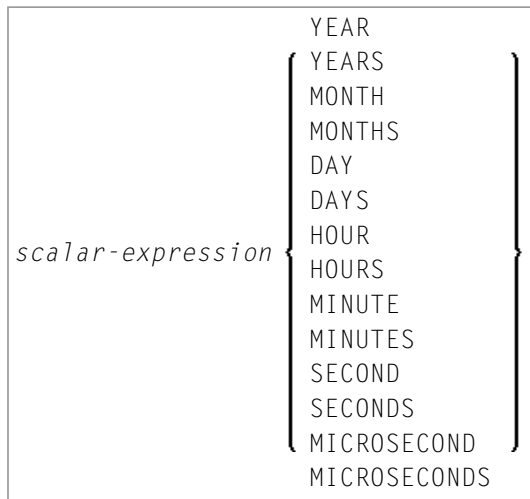 YEAR
YEARS
MONTH
MONTHS
DAY
DAYS
HOUR
scalar-expression
HOURS
MINUTE
MINUTES
SECOND
SECONDS
MICROSECOND
MICROSECONDS